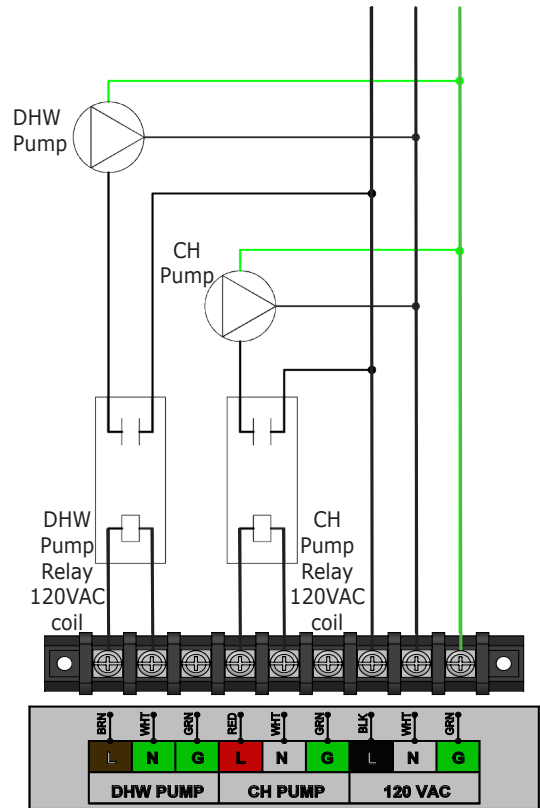 DHW
Pump
CH
Pump
DHW
Pump
Relay
120VAC
coil
CH
Pump
Relay
120VAC
coil
BRN WHT GRN RED WHT GRN BLK WHT GRN
L N G L N G L N G
DHW PUMP CH PUMP 120 VAC